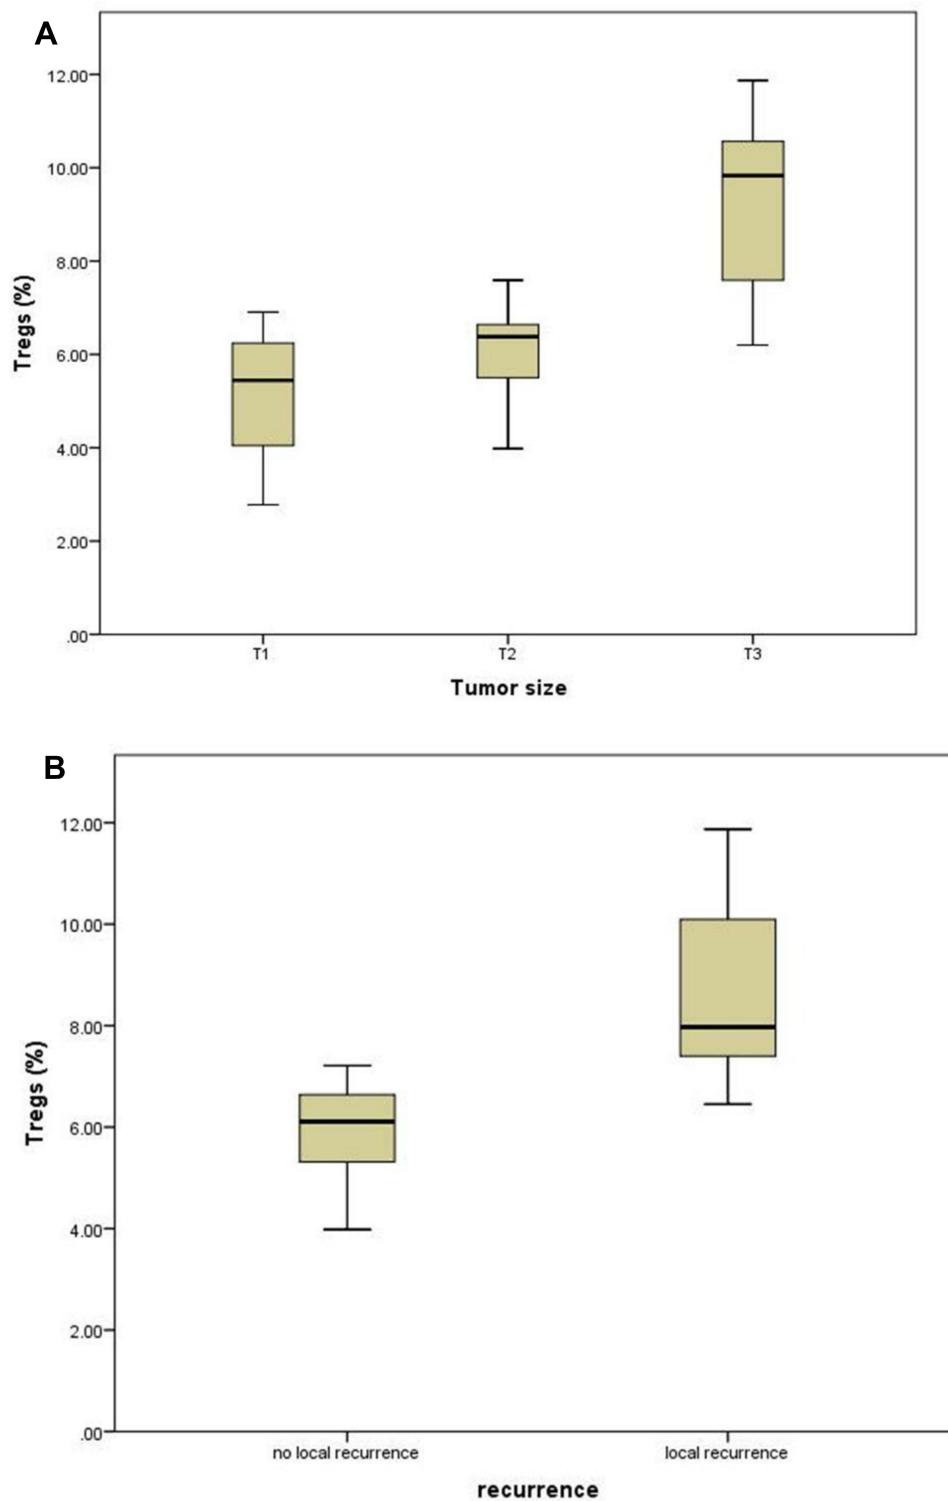 A
12.00
10.00
8.00
6.00
4.00
2.00
.00
Tregs (%)
T1 T2 T3
Tumor size
B
12.00
10.00
8.00
6.00
4.00
2.00
.00
Tregs (%)
no local recurrence local recurrence
recurrence